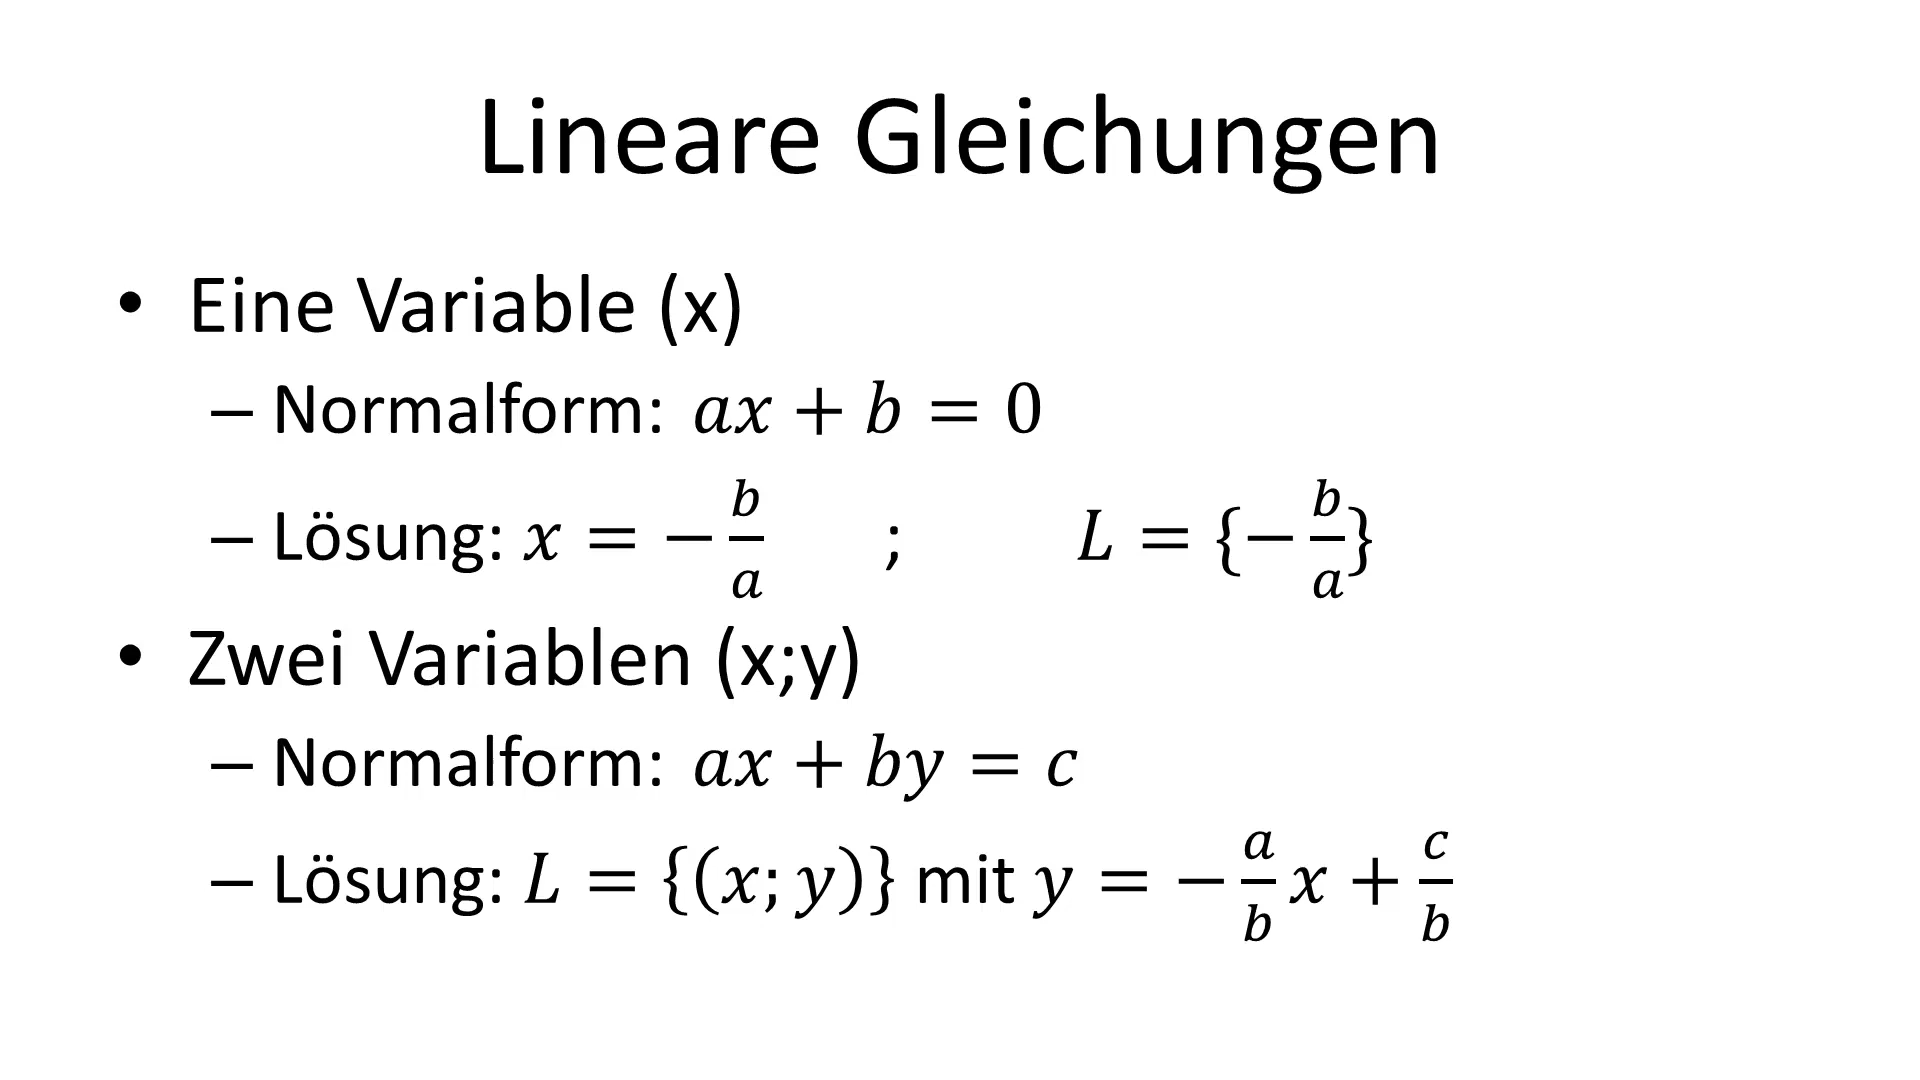 Lineare Gleichungen
• Eine Variable (x)
– Normalform: ax + b = 0
– Lösung: x = −b/a ; L = {−b/a}
• Zwei Variablen (x;y)
– Normalform: ax + by = c
– Lösung: L = {(x; y)} mit y = −a/b x + c/b